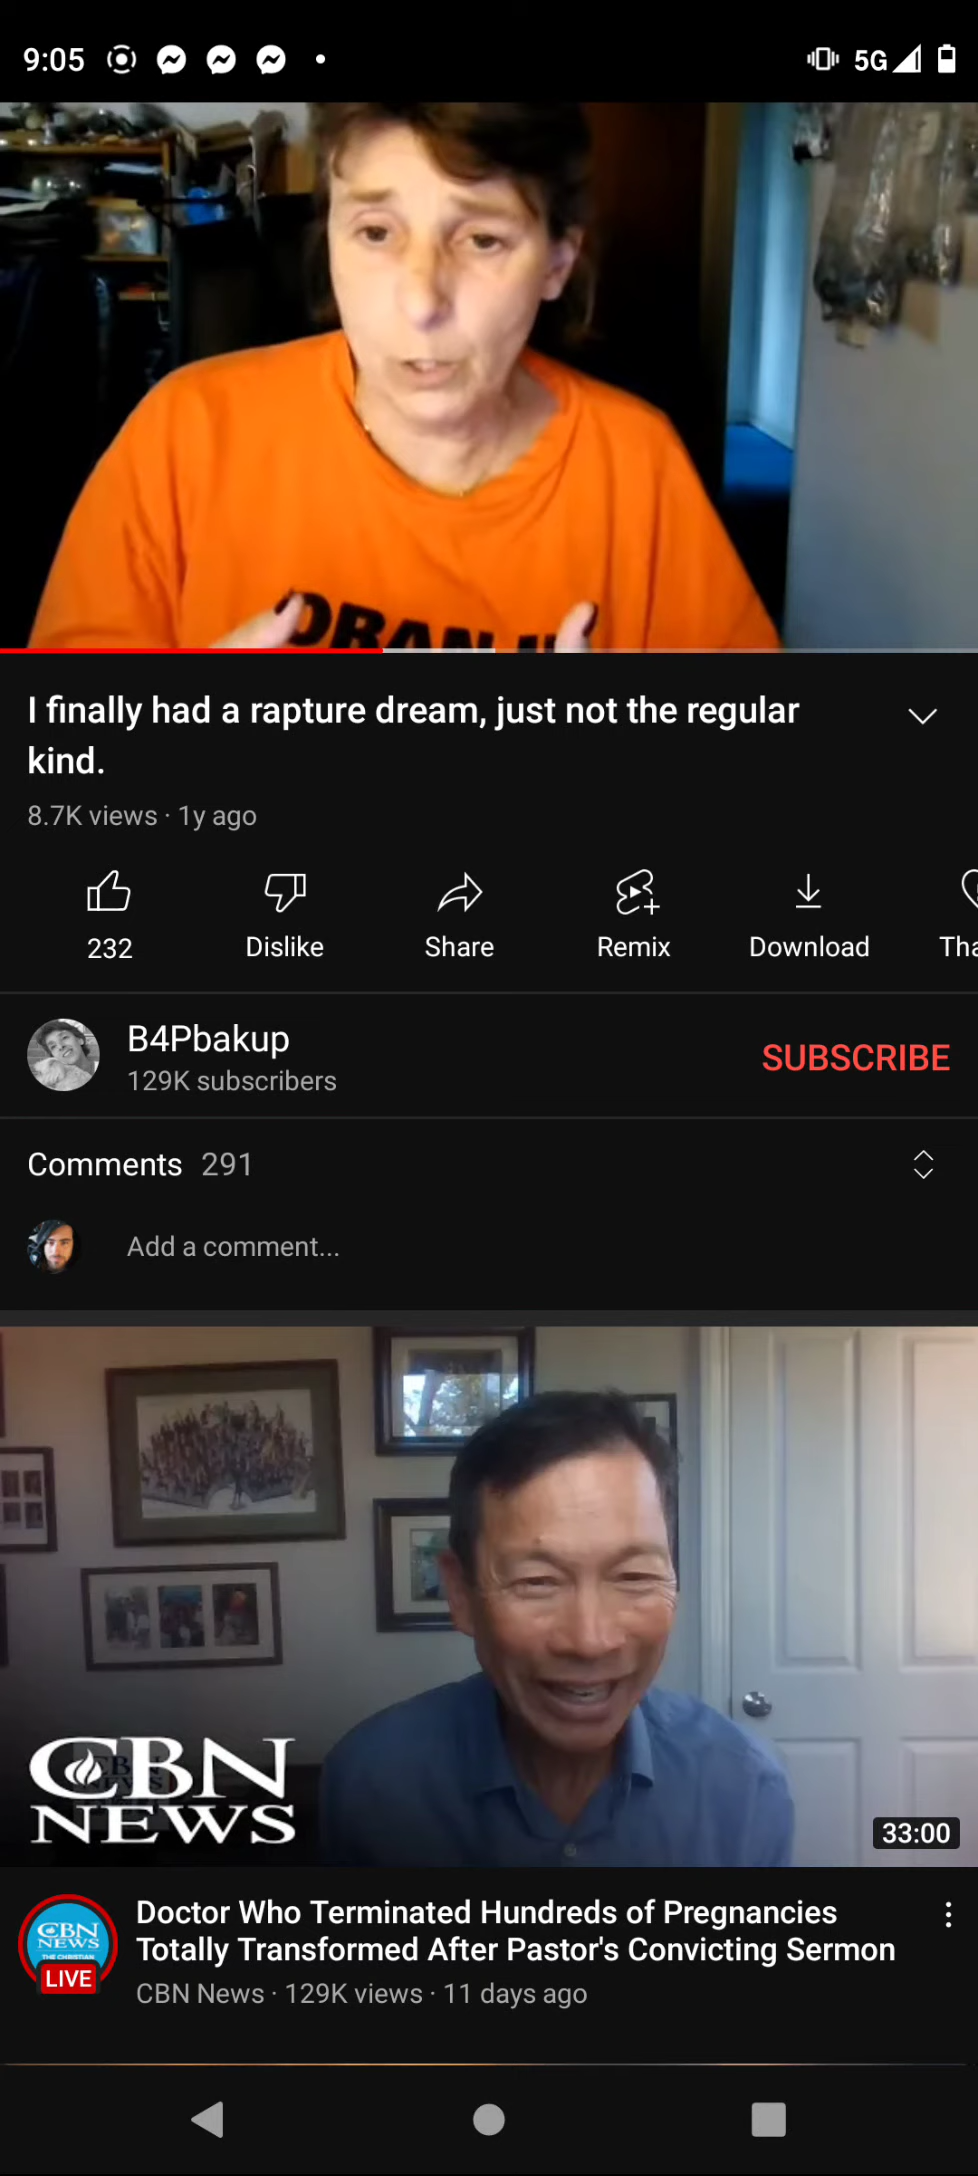 9:05
5G
I finally had a rapture dream, just not the regular
kind.
8.7K views · 1y ago
232
Dislike
Share
Remix
Download
Tha
B4Pbakup
129K subscribers
SUBSCRIBE
Comments 291
Add a comment...
CBN
NEWS
33:00
CBN
NEWS
THE CHRISTIAN
LIVE
Doctor Who Terminated Hundreds of Pregnancies
Totally Transformed After Pastor's Convicting Sermon
CBN News · 129K views · 11 days ago